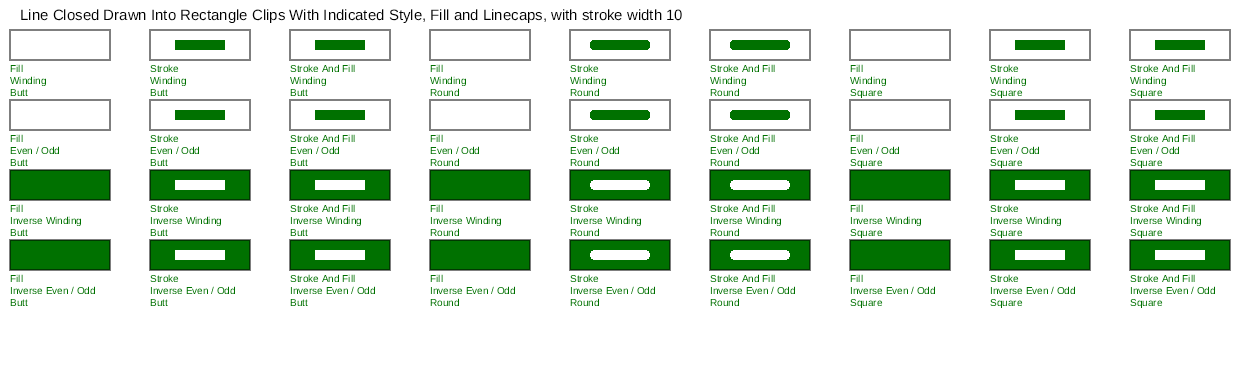 Line Closed Drawn Into Rectangle Clips With Indicated Style, Fill and Linecaps, with stroke width 10
Fill
Winding
Butt
Stroke
Winding
Butt
Stroke And Fill
Winding
Butt
Fill
Winding
Round
Stroke
Winding
Round
Stroke And Fill
Winding
Round
Fill
Winding
Square
Stroke
Winding
Square
Stroke And Fill
Winding
Square
Fill
Even / Odd
Butt
Stroke
Even / Odd
Butt
Stroke And Fill
Even / Odd
Butt
Fill
Even / Odd
Round
Stroke
Even / Odd
Round
Stroke And Fill
Even / Odd
Round
Fill
Even / Odd
Square
Stroke
Even / Odd
Square
Stroke And Fill
Even / Odd
Square
Fill
Inverse Winding
Butt
Stroke
Inverse Winding
Butt
Stroke And Fill
Inverse Winding
Butt
Fill
Inverse Winding
Round
Stroke
Inverse Winding
Round
Stroke And Fill
Inverse Winding
Round
Fill
Inverse Winding
Square
Stroke
Inverse Winding
Square
Stroke And Fill
Inverse Winding
Square
Fill
Inverse Even / Odd
Butt
Stroke
Inverse Even / Odd
Butt
Stroke And Fill
Inverse Even / Odd
Butt
Fill
Inverse Even / Odd
Round
Stroke
Inverse Even / Odd
Round
Stroke And Fill
Inverse Even / Odd
Round
Fill
Inverse Even / Odd
Square
Stroke
Inverse Even / Odd
Square
Stroke And Fill
Inverse Even / Odd
Square